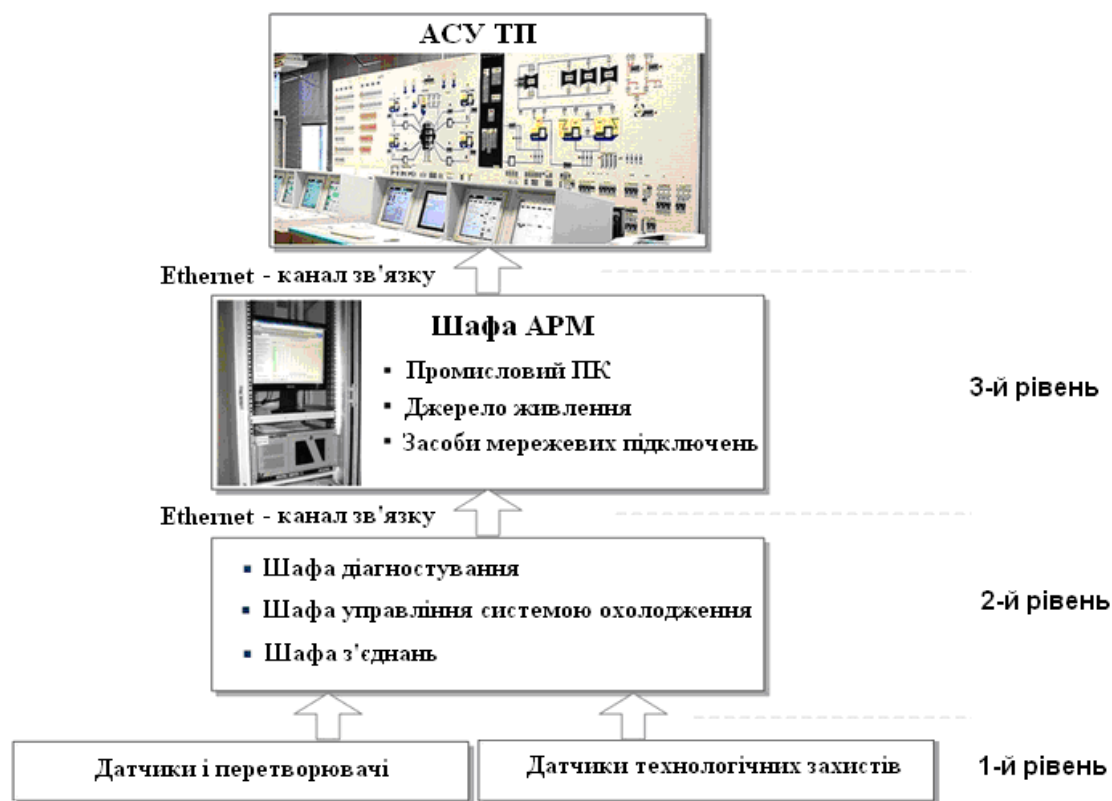 АСУ ТП
Ethernet - канал зв'язку
Шафа АРМ
▪ Промисловий ПК
▪ Джерело живлення
▪ Засоби мережевих підключень
3-й рівень
Ethernet - канал зв'язку
▪ Шафа діагностування
▪ Шафа управління системою охолодження
▪ Шафа з'єднань
2-й рівень
Датчики і перетворювачі
Датчики технологічних захистів
1-й рівень